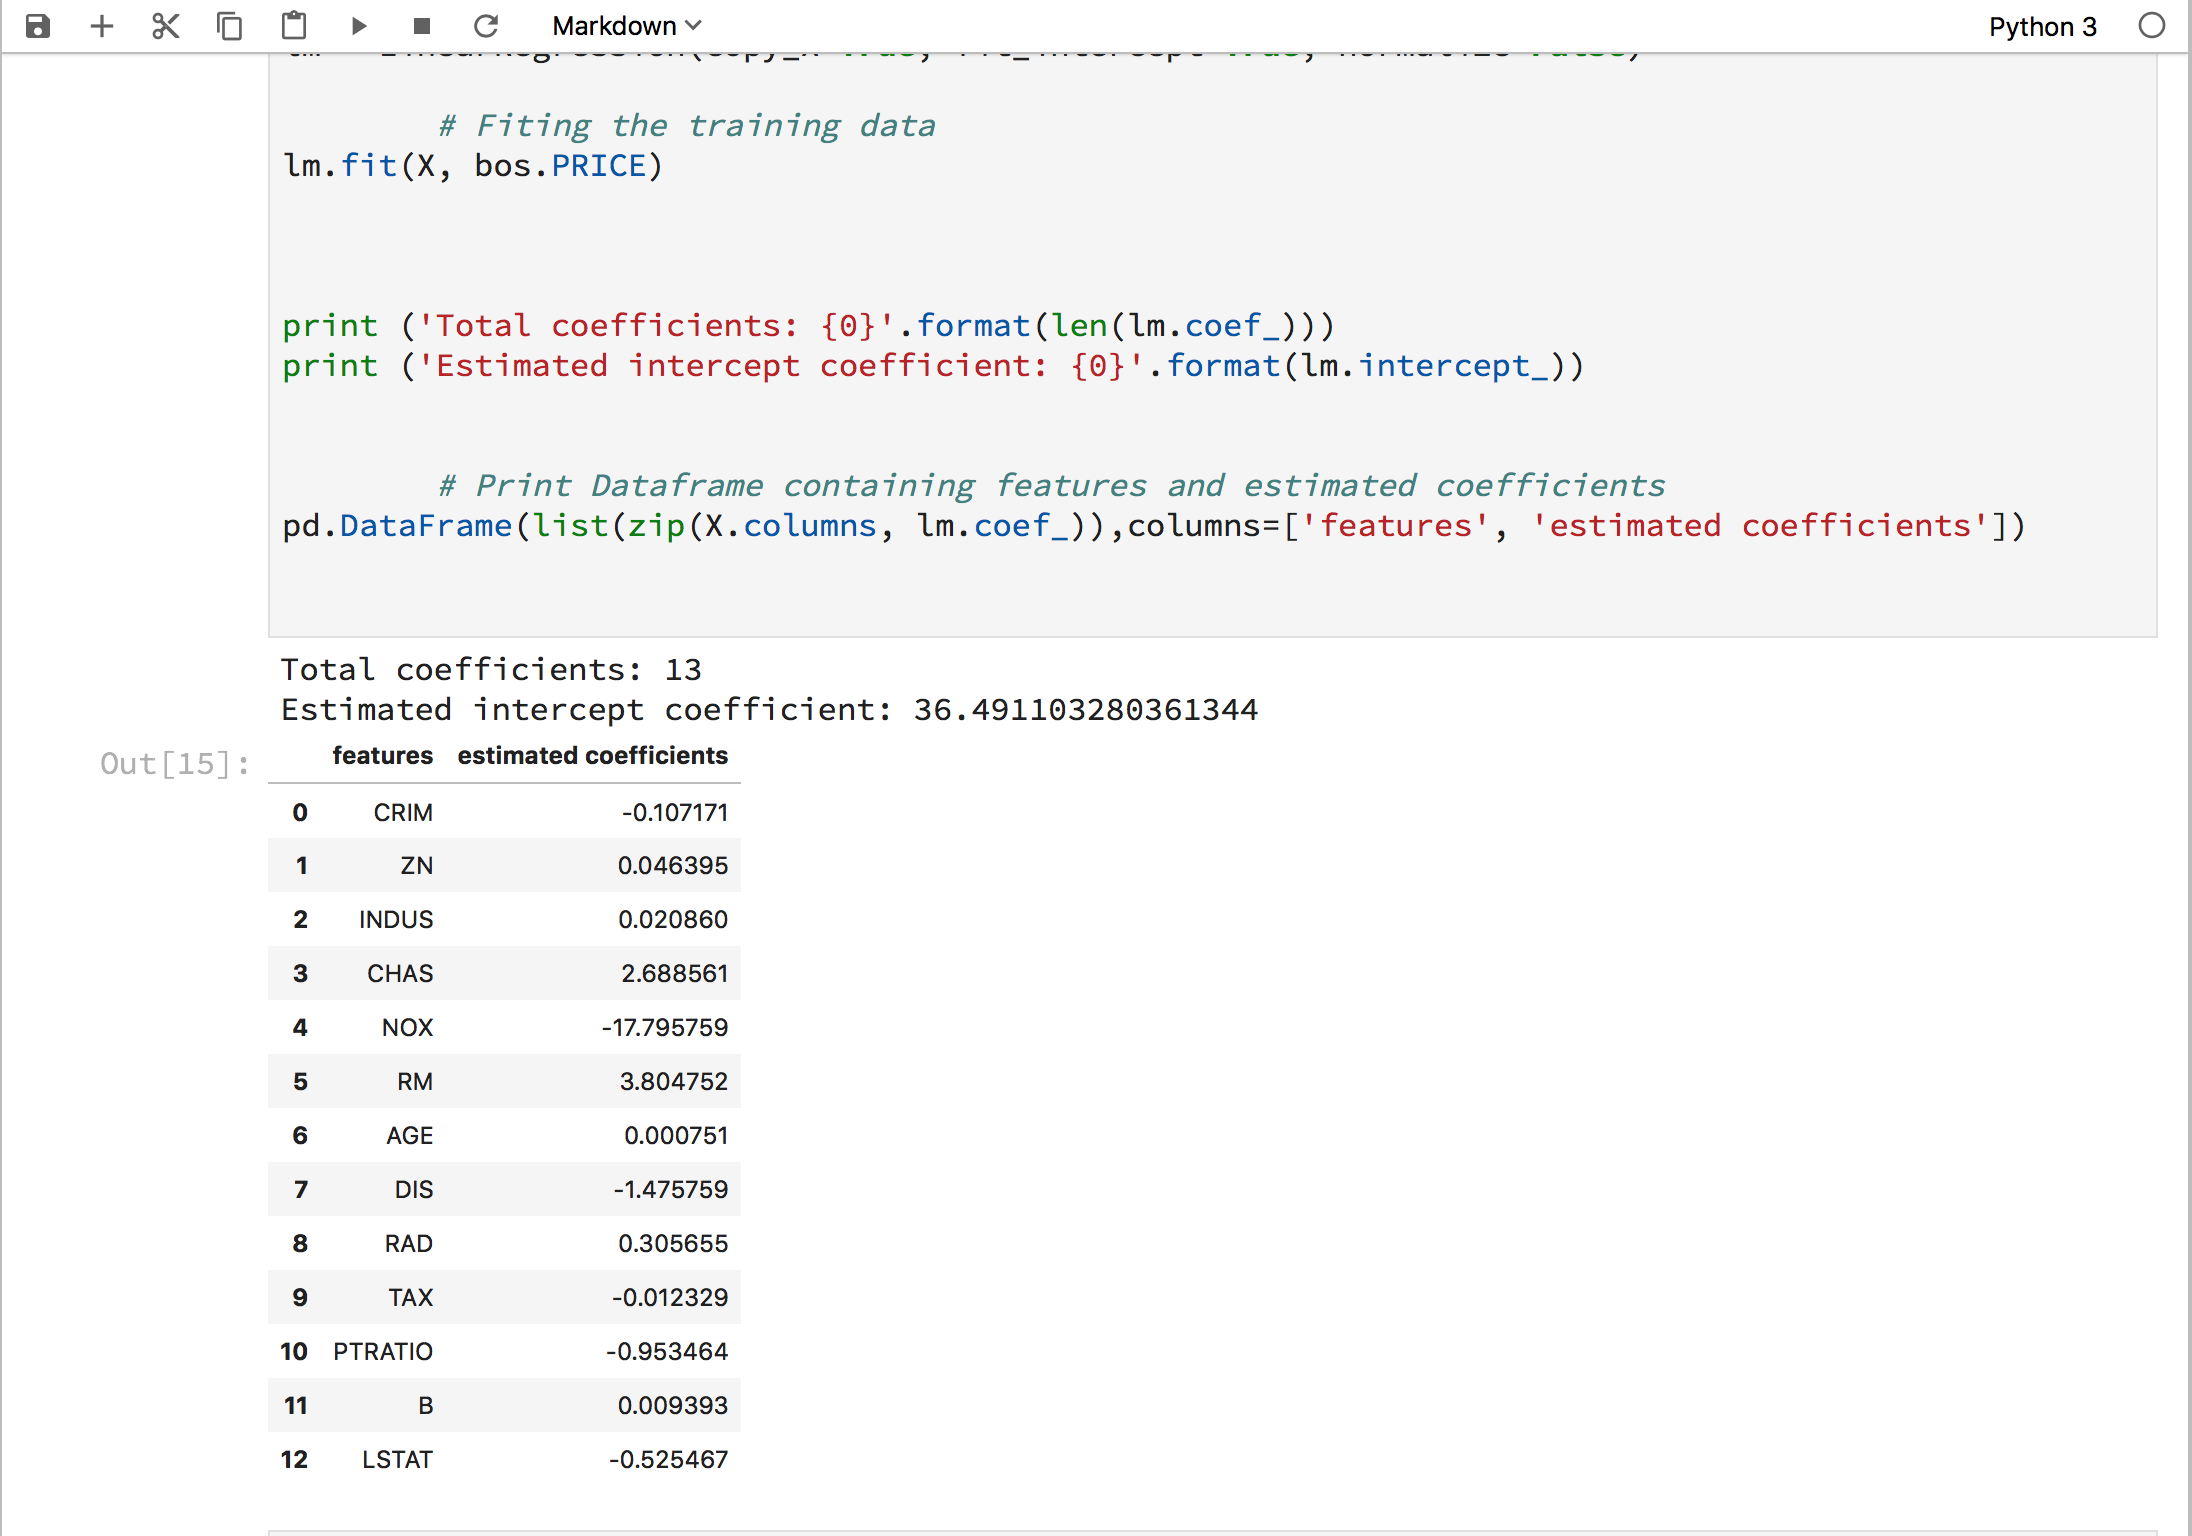 Markdown
Python 3
# Fiting the training data
lm.fit(X, bos.PRICE)
print ('Total coefficients: {0}'.format(len(lm.coef_)))
print ('Estimated intercept coefficient: {0}'.format(lm.intercept_))
# Print Dataframe containing features and estimated coefficients
pd.DataFrame(list(zip(X.columns, lm.coef_)),columns=['features', 'estimated coefficients'])
Total coefficients: 13
Estimated intercept coefficient: 36.491103280361344
Out[15]:
features estimated coefficients
0 CRIM -0.107171
1 ZN 0.046395
2 INDUS 0.020860
3 CHAS 2.688561
4 NOX -17.795759
5 RM 3.804752
6 AGE 0.000751
7 DIS -1.475759
8 RAD 0.305655
9 TAX -0.012329
10 PTRATIO -0.953464
11 B 0.009393
12 LSTAT -0.525467